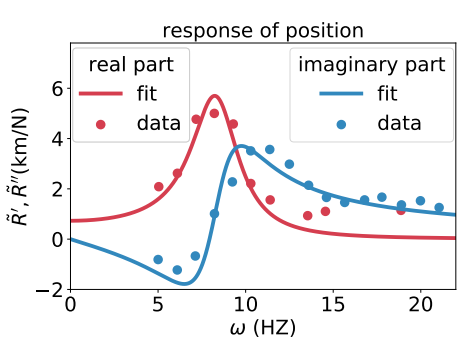 response of position
real part
fit
data
imaginary part
fit
data
R̃′, R̃″(km/N)
6
4
2
0
−2
0 5 10 15 20
ω (HZ)